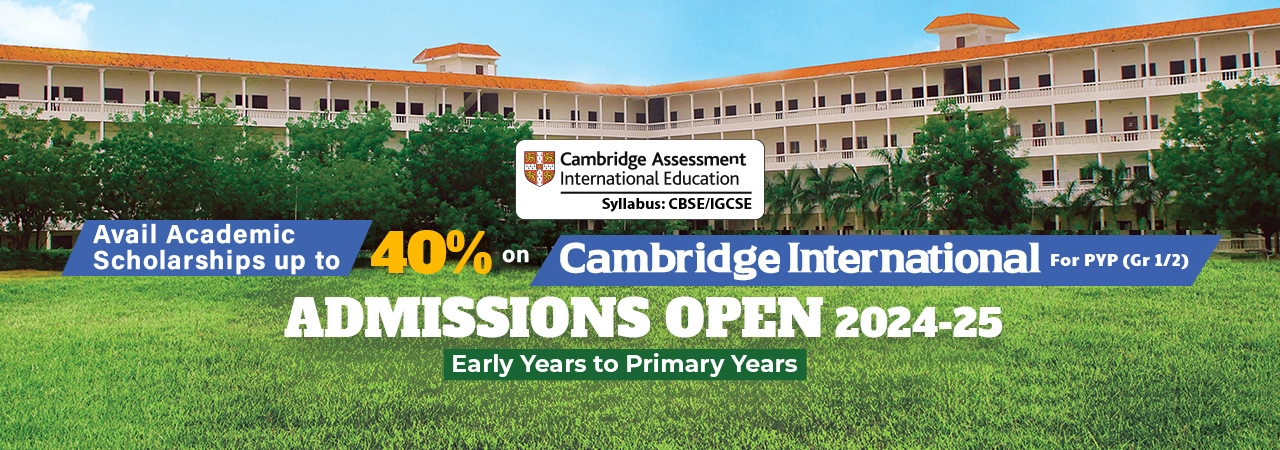 Cambridge Assessment
International Education
Syllabus: CBSE/IGCSE
Avail Academic
Scholarships up to
40% on
Cambridge International For PYP (Gr 1/2)
ADMISSIONS OPEN 2024-25
Early Years to Primary Years